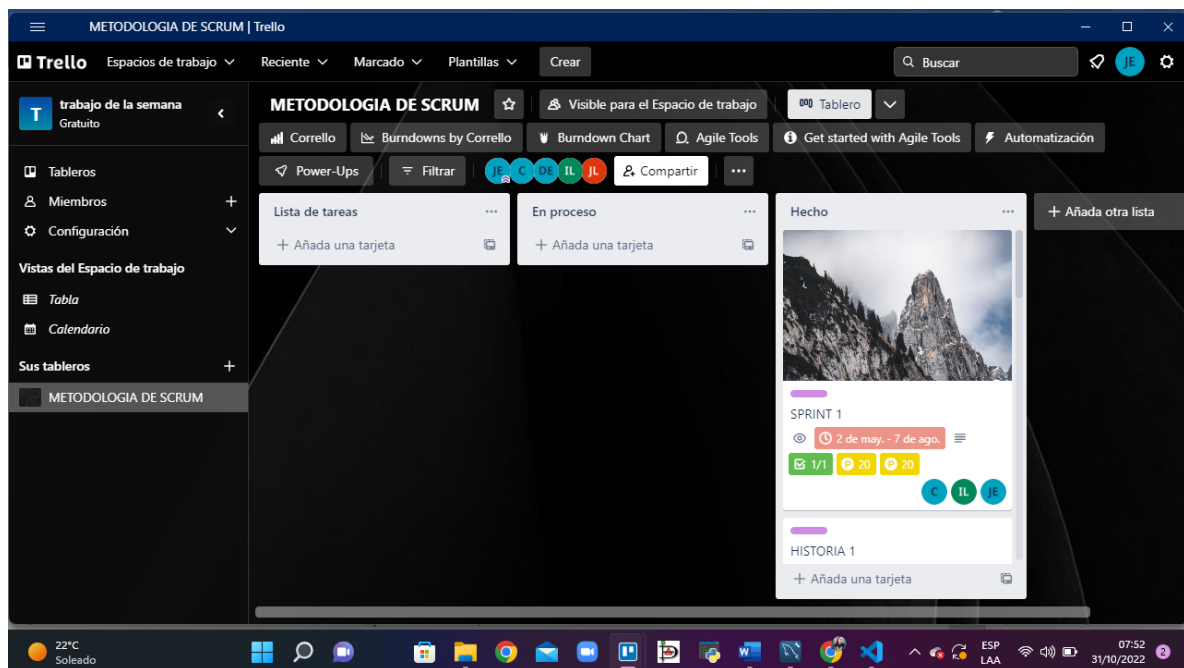 METODOLOGIA DE SCRUM | Trello
Trello Espacios de trabajo Reciente Marcado Plantillas Crear Buscar JE
T trabajo de la semana
Gratuito
METODOLOGIA DE SCRUM Visible para el Espacio de trabajo Tablero
Corrello Burndowns by Corrello Burndown Chart Agile Tools Get started with Agile Tools Automatización
Power-Ups Filtrar JE C DE IL JL Compartir
Tableros
Miembros
Configuración
Vistas del Espacio de trabajo
Tabla
Calendario
Sus tableros
METODOLOGIA DE SCRUM
Lista de tareas
Añada una tarjeta
En proceso
Añada una tarjeta
Hecho
SPRINT 1
2 de may. - 7 de ago.
1/1 20 20
C IL JE
HISTORIA 1
Añada una tarjeta
Añada otra lista
22°C
Soleado
ESP
LAA
07:52
31/10/2022
2